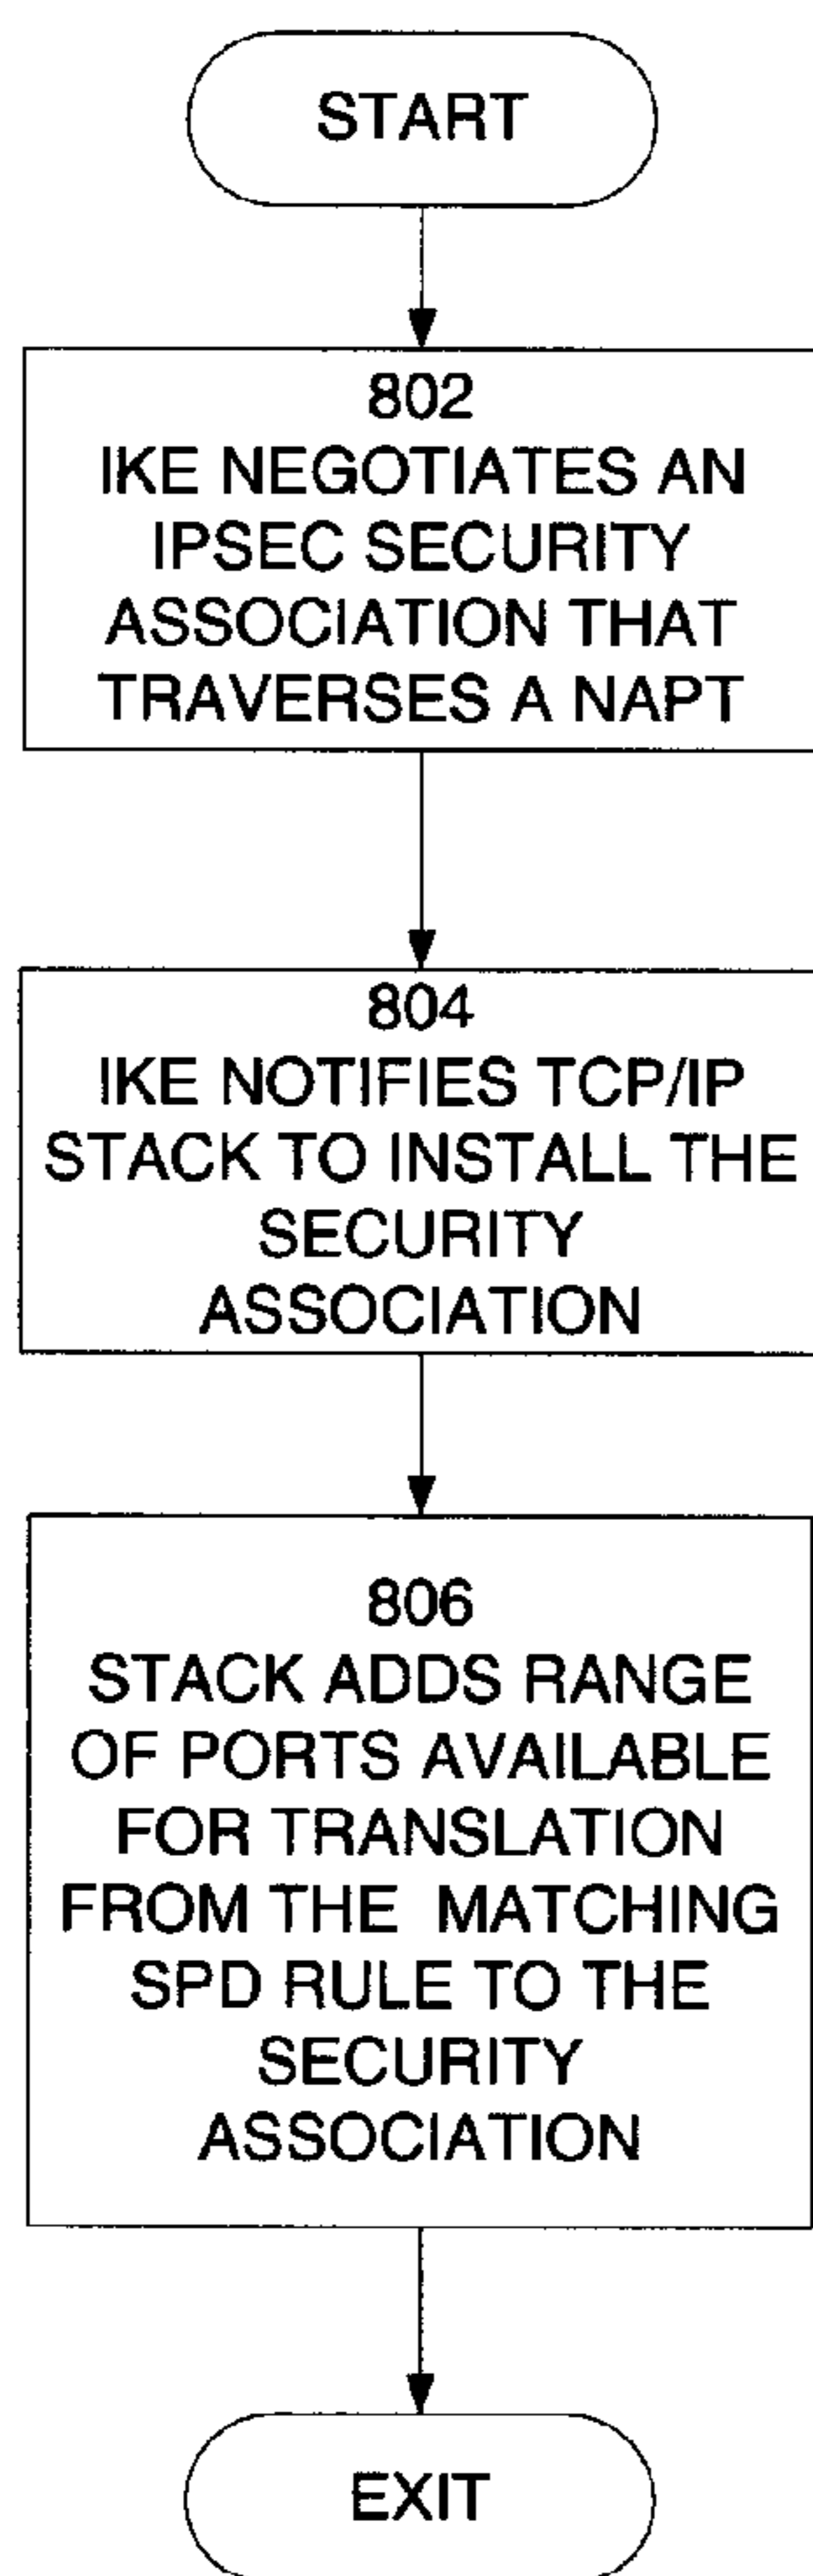 START
802
IKE NEGOTIATES AN
IPSEC SECURITY
ASSOCIATION THAT
TRAVERSES A NAPT
804
IKE NOTIFIES TCP/IP
STACK TO INSTALL THE
SECURITY
ASSOCIATION
806
STACK ADDS RANGE
OF PORTS AVAILABLE
FOR TRANSLATION
FROM THE MATCHING
SPD RULE TO THE
SECURITY
ASSOCIATION
EXIT